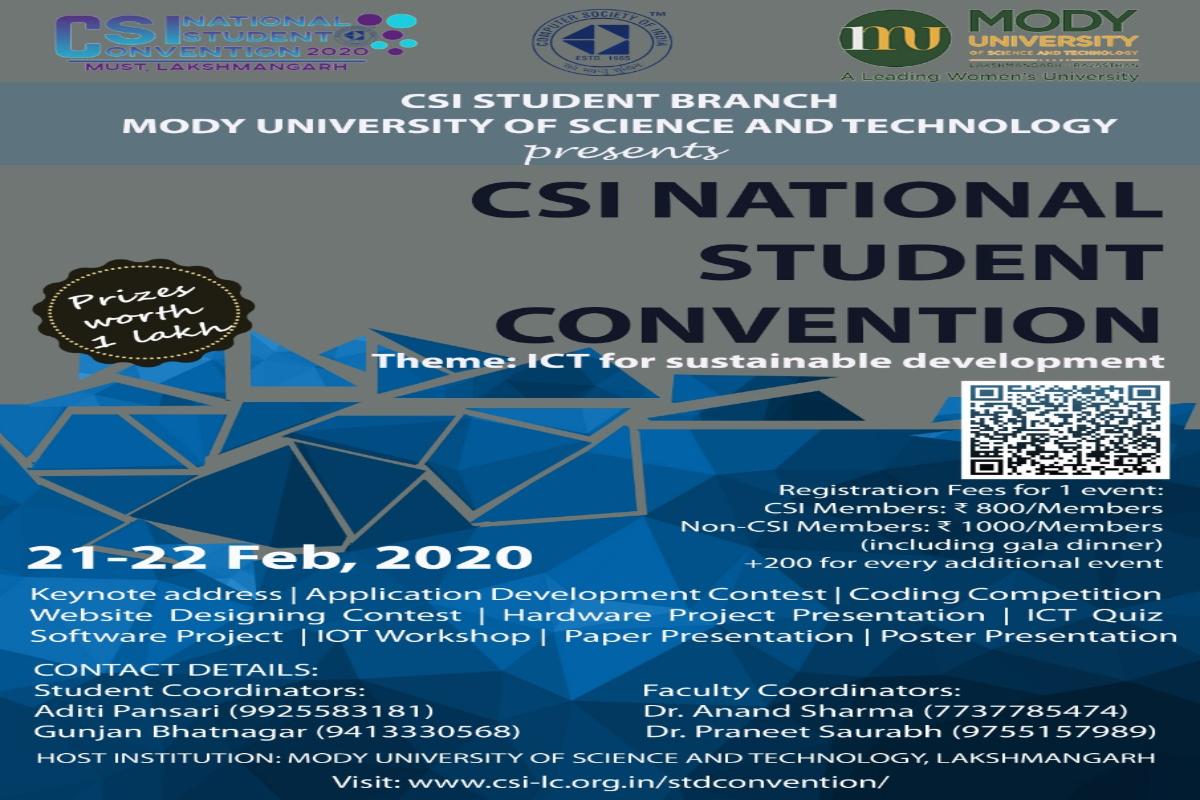 CSI NATIONAL
STUDENT
CONVENTION 2020
MUST, LAKSHMANGARH
COMPUTER SOCIETY OF INDIA
TM
ESTD. 1965
mu
MODY
UNIVERSITY
OF SCIENCE AND TECHNOLOGY
LAKSHMANGARH, RAJASTHAN
A Leading Women's University
CSI STUDENT BRANCH
MODY UNIVERSITY OF SCIENCE AND TECHNOLOGY
presents
CSI NATIONAL
STUDENT
CONVENTION
Theme: ICT for sustainable development
Prizes
worth
1 lakh
Registration Fees for 1 event:
CSI Members: ₹ 800/Members
Non-CSI Members: ₹ 1000/Members
(including gala dinner)
+200 for every additional event
21-22 Feb, 2020
Keynote address | Application Development Contest | Coding Competition
Website Designing Contest | Hardware Project Presentation | ICT Quiz
Software Project | IOT Workshop | Paper Presentation | Poster Presentation
CONTACT DETAILS:
Student Coordinators:
Aditi Pansari (9925583181)
Gunjan Bhatnagar (9413330568)
Faculty Coordinators:
Dr. Anand Sharma (7737785474)
Dr. Praneet Saurabh (9755157989)
HOST INSTITUTION: MODY UNIVERSITY OF SCIENCE AND TECHNOLOGY, LAKSHMANGARH
Visit: www.csi-lc.org.in/stdconvention/